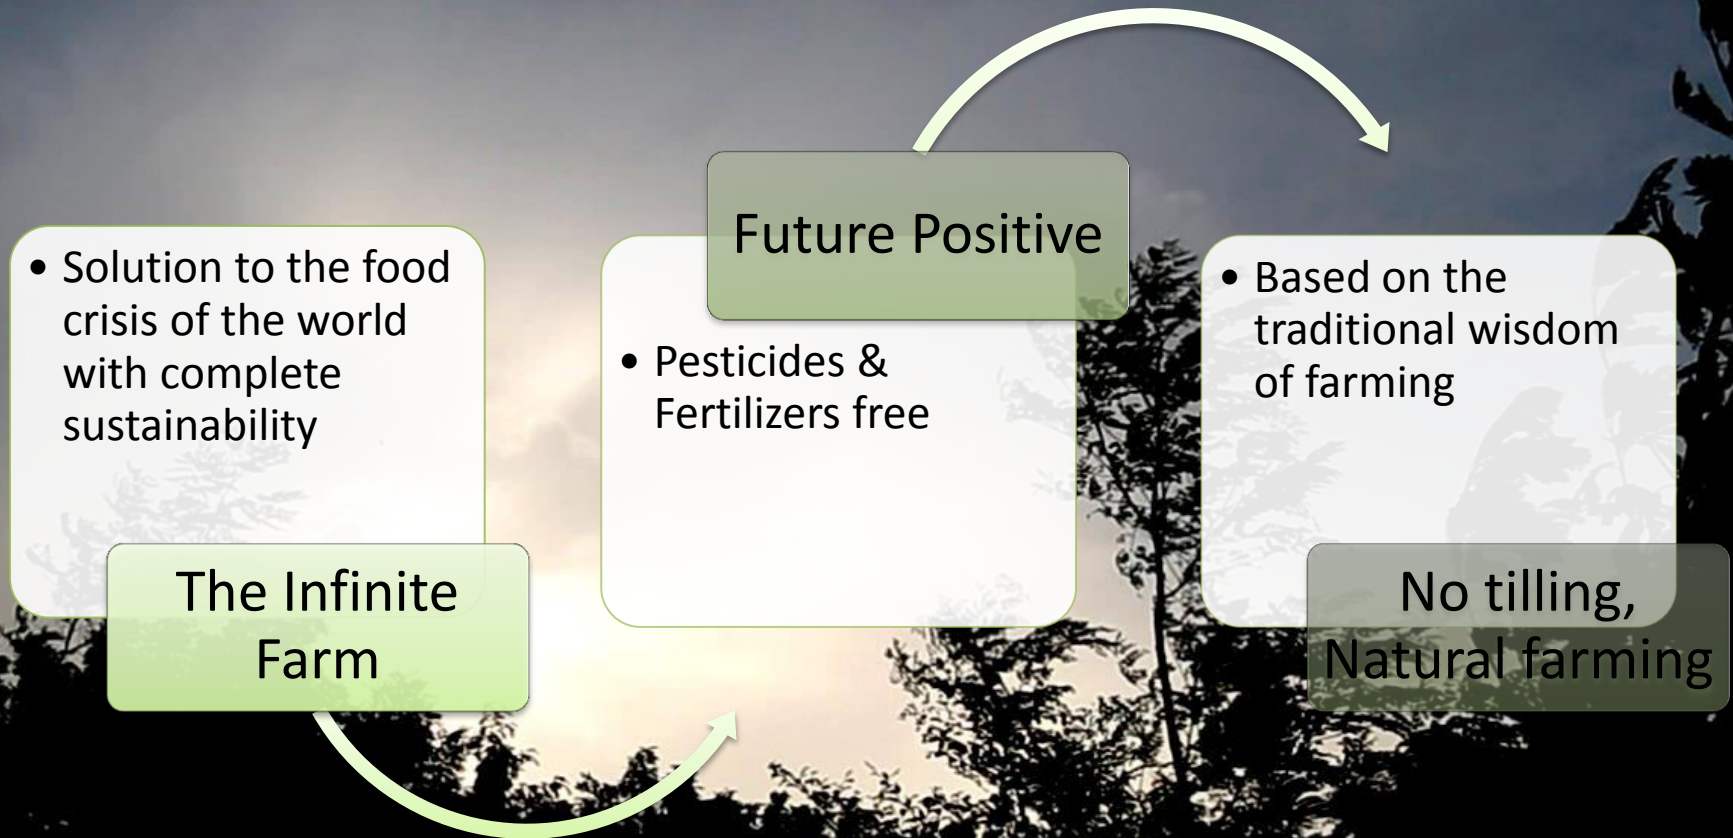 • Solution to the food
crisis of the world
with complete
sustainability
The Infinite
Farm
Future Positive
• Pesticides &
Fertilizers free
• Based on the
traditional wisdom
of farming
No tilling,
Natural farming